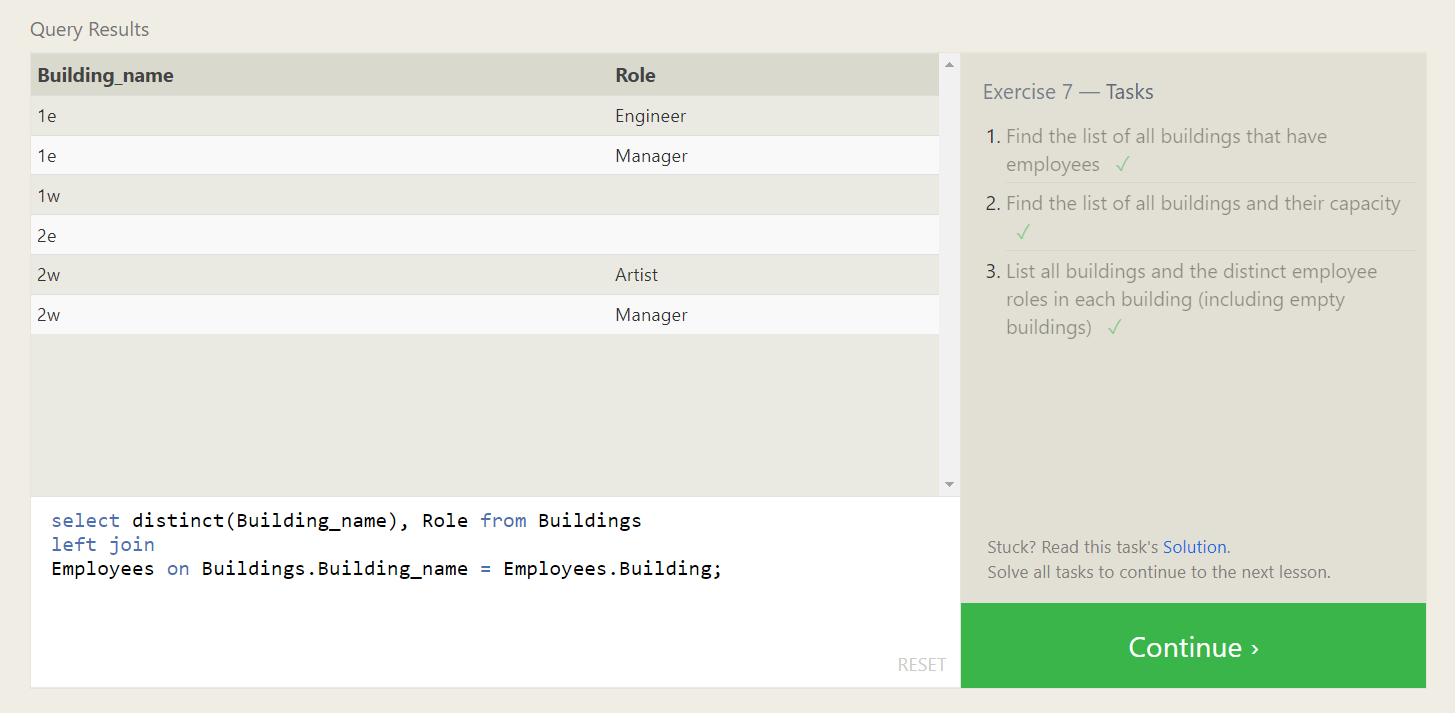 Query Results
Building_name Role
1e Engineer
1e Manager
1w
2e
2w Artist
2w Manager
select distinct(Building_name), Role from Buildings
left join
Employees on Buildings.Building_name = Employees.Building;
RESET
Exercise 7 — Tasks
1. Find the list of all buildings that have
employees ✓
2. Find the list of all buildings and their capacity
✓
3. List all buildings and the distinct employee
roles in each building (including empty
buildings) ✓
Stuck? Read this task's Solution.
Solve all tasks to continue to the next lesson.
Continue ›